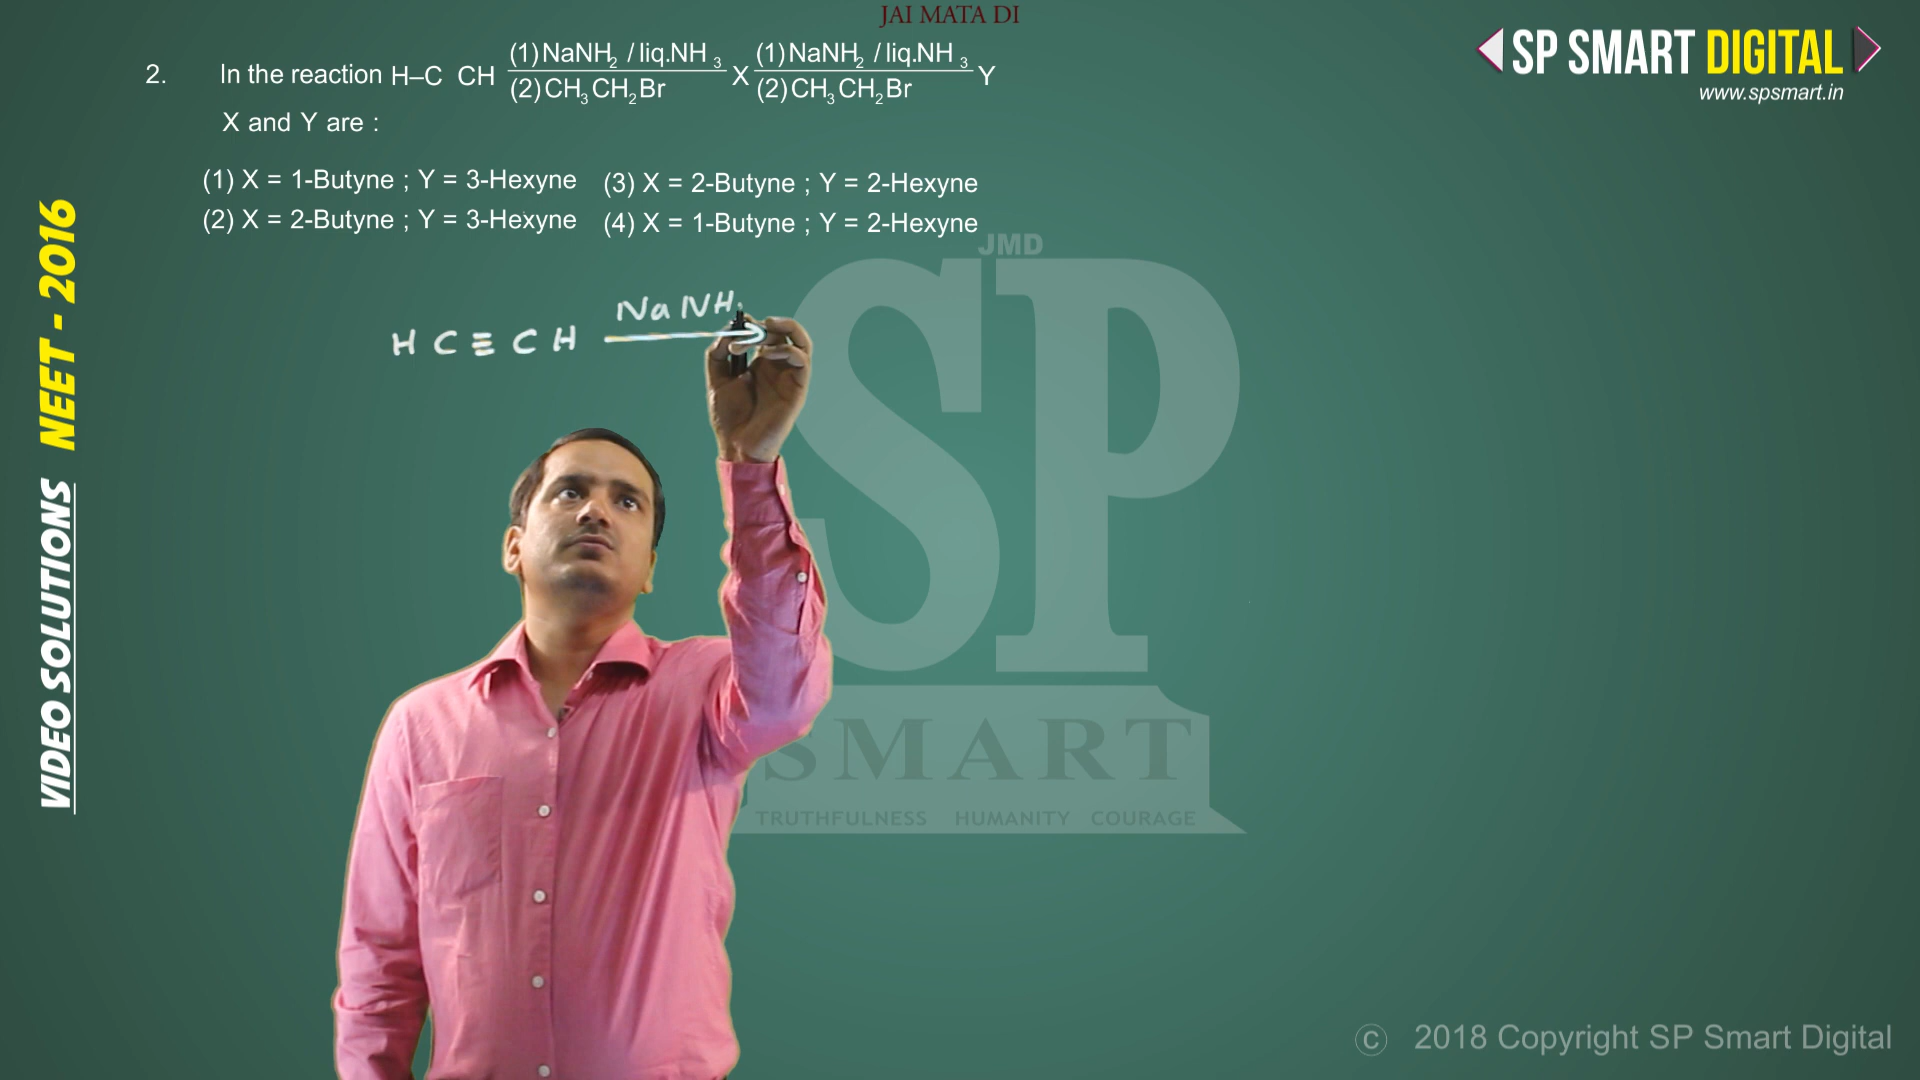 JAI MATA DI
SP SMART DIGITAL
www.spsmart.in
2. In the reaction H–C CH (1)NaNH2 / liq.NH3 (2)CH3CH2Br X (1)NaNH2 / liq.NH3 (2)CH3CH2Br Y
X and Y are :
(1) X = 1-Butyne ; Y = 3-Hexyne (3) X = 2-Butyne ; Y = 2-Hexyne
(2) X = 2-Butyne ; Y = 3-Hexyne (4) X = 1-Butyne ; Y = 2-Hexyne
VIDEO SOLUTIONS NEET - 2016
Na NH
H C ≡ C H
JMD
SP
SMART
TRUTHFULNESS HUMANITY COURAGE
© 2018 Copyright SP Smart Digital